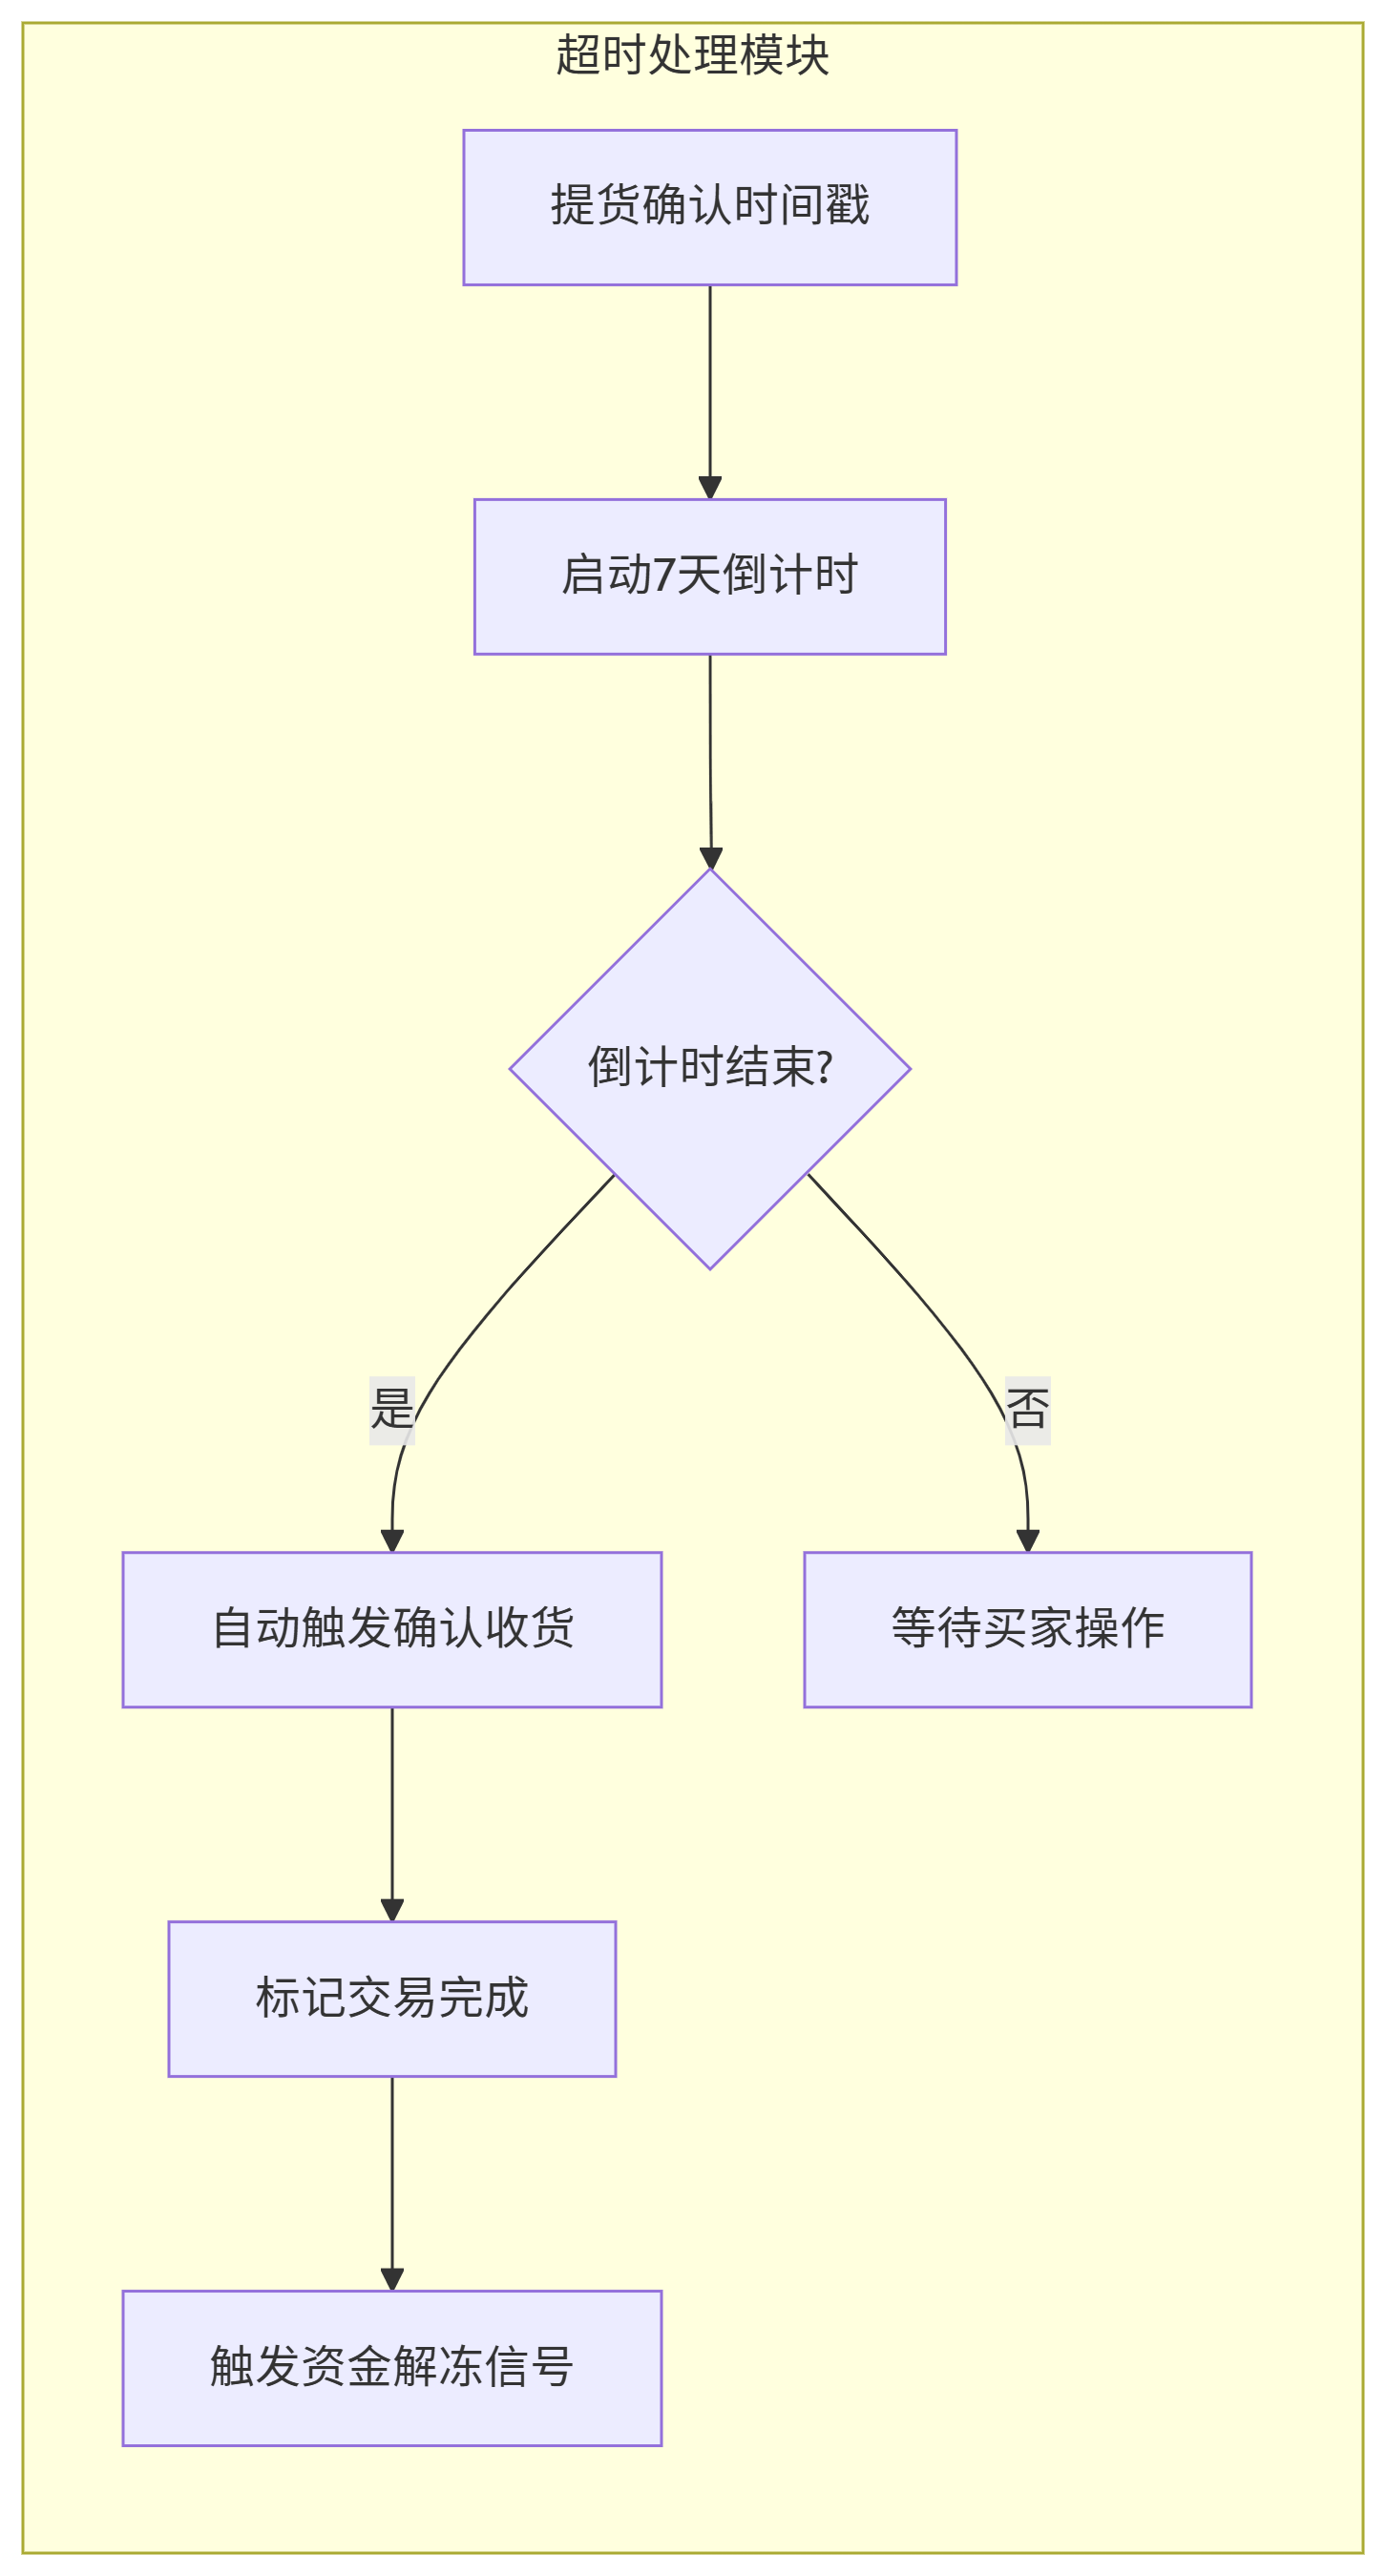 超时处理模块
提货确认时间戳
启动7天倒计时
倒计时结束?
是
否
自动触发确认收货
等待买家操作
标记交易完成
触发资金解冻信号